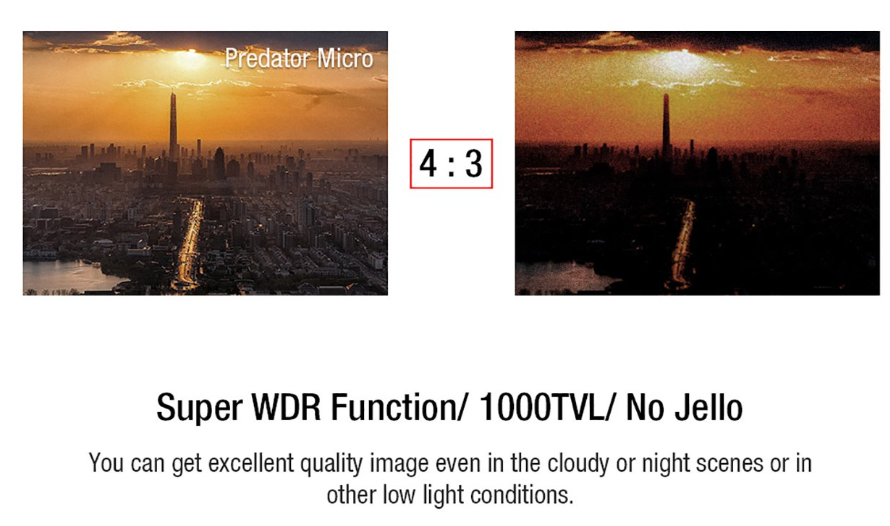 Predator Micro
4 : 3
Super WDR Function/ 1000TVL/ No Jello
You can get excellent quality image even in the cloudy or night scenes or in
other low light conditions.